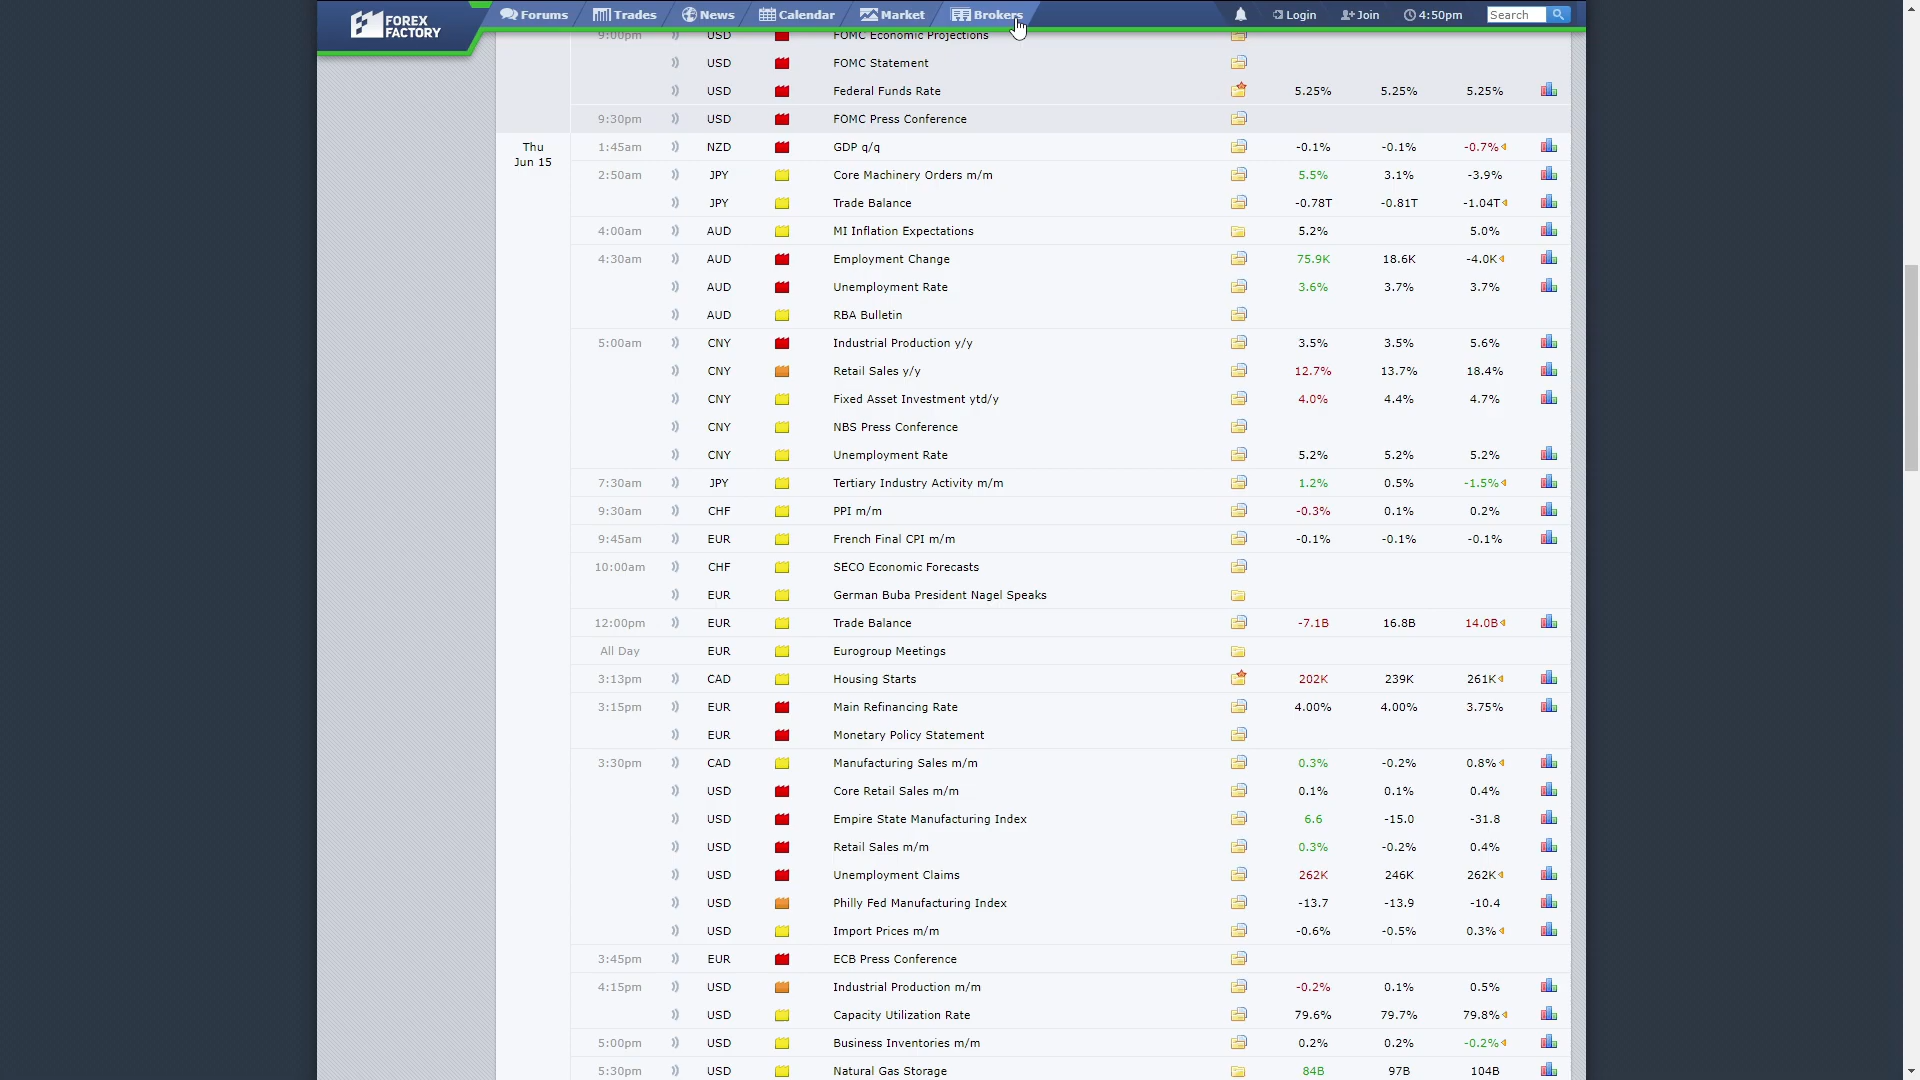 FOREX FACTORY
Forums Trades News Calendar Market Brokers Login Join 4:50pm Search
9:00pm USD FOMC Economic Projections
USD FOMC Statement
USD Federal Funds Rate 5.25% 5.25% 5.25%
9:30pm USD FOMC Press Conference
Thu Jun 15 1:45am NZD GDP q/q -0.1% -0.1% -0.7%
2:50am JPY Core Machinery Orders m/m 5.5% 3.1% -3.9%
JPY Trade Balance -0.78T -0.81T -1.04T
4:00am AUD MI Inflation Expectations 5.2% 5.0%
4:30am AUD Employment Change 75.9K 18.6K -4.0K
AUD Unemployment Rate 3.6% 3.7% 3.7%
AUD RBA Bulletin
5:00am CNY Industrial Production y/y 3.5% 3.5% 5.6%
CNY Retail Sales y/y 12.7% 13.7% 18.4%
CNY Fixed Asset Investment ytd/y 4.0% 4.4% 4.7%
CNY NBS Press Conference
CNY Unemployment Rate 5.2% 5.2% 5.2%
7:30am JPY Tertiary Industry Activity m/m 1.2% 0.5% -1.5%
9:30am CHF PPI m/m -0.3% 0.1% 0.2%
9:45am EUR French Final CPI m/m -0.1% -0.1% -0.1%
10:00am CHF SECO Economic Forecasts
EUR German Buba President Nagel Speaks
12:00pm EUR Trade Balance -7.1B 16.8B 14.0B
All Day EUR Eurogroup Meetings
3:13pm CAD Housing Starts 202K 239K 261K
3:15pm EUR Main Refinancing Rate 4.00% 4.00% 3.75%
EUR Monetary Policy Statement
3:30pm CAD Manufacturing Sales m/m 0.3% -0.2% 0.8%
USD Core Retail Sales m/m 0.1% 0.1% 0.4%
USD Empire State Manufacturing Index 6.6 -15.0 -31.8
USD Retail Sales m/m 0.3% -0.2% 0.4%
USD Unemployment Claims 262K 246K 262K
USD Philly Fed Manufacturing Index -13.7 -13.9 -10.4
USD Import Prices m/m -0.6% -0.5% 0.3%
3:45pm EUR ECB Press Conference
4:15pm USD Industrial Production m/m -0.2% 0.1% 0.5%
USD Capacity Utilization Rate 79.6% 79.7% 79.8%
5:00pm USD Business Inventories m/m 0.2% 0.2% -0.2%
5:30pm USD Natural Gas Storage 84B 97B 104B